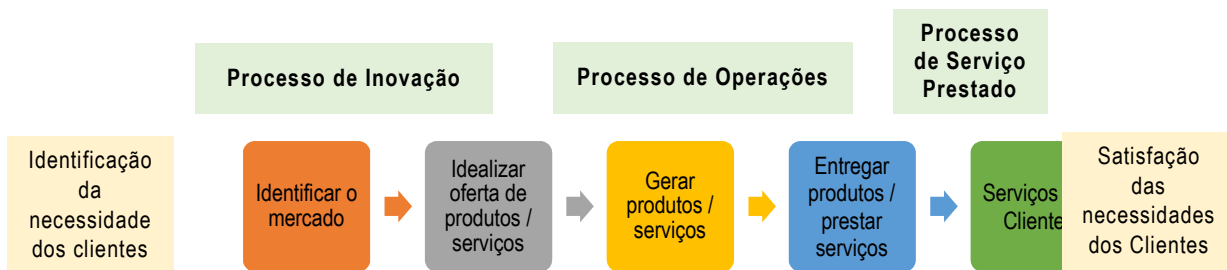 Processo de Inovação
Processo de Operações
Processo
de Serviço
Prestado
Identificação
da
necessidade
dos clientes
Identificar o
mercado
Idealizar
oferta de
produtos /
serviços
Gerar
produtos /
serviços
Entregar
produtos /
prestar
serviços
Serviços
Cliente
Satisfação
das
necessidades
dos Clientes